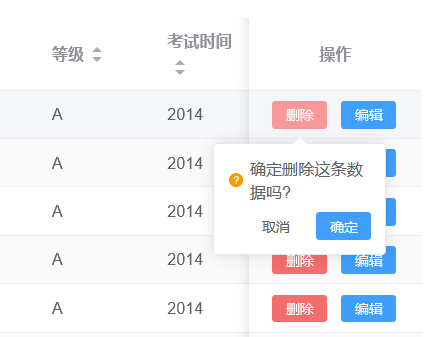 等级 考试时间 操作
A 2014 删除 编辑
A 2014
确定删除这条数
据吗?
A 2014
取消 确定
A 2014 删除 编辑
A 2014 删除 编辑